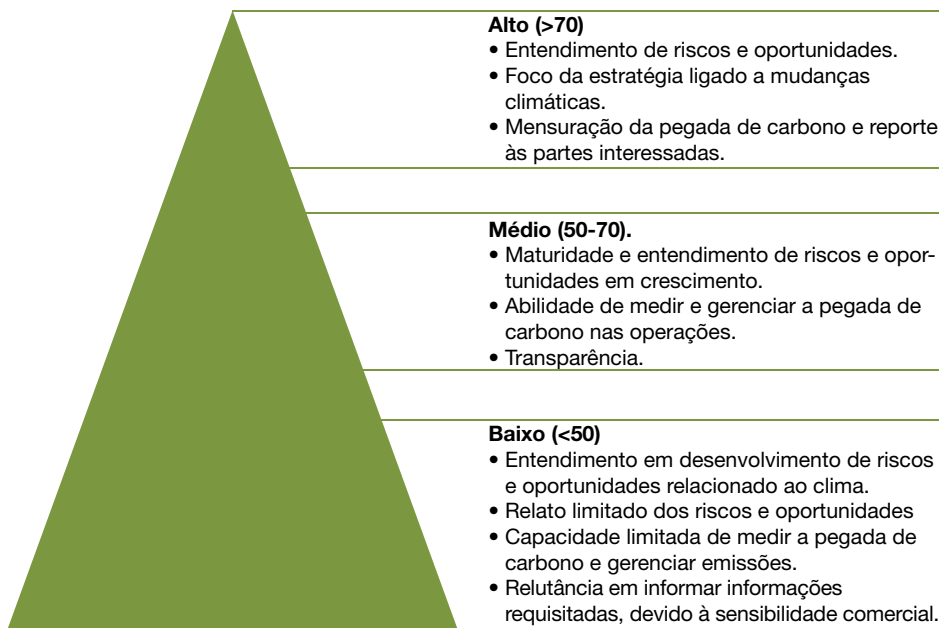 Alto (>70)
• Entendimento de riscos e oportunidades.
• Foco da estratégia ligado a mudanças
climáticas.
• Mensuração da pegada de carbono e reporte
às partes interessadas.
Médio (50-70).
• Maturidade e entendimento de riscos e opor-
tunidades em crescimento.
• Abilidade de medir e gerenciar a pegada de
carbono nas operações.
• Transparência.
Baixo (<50)
• Entendimento em desenvolvimento de riscos
e oportunidades relacionado ao clima.
• Relato limitado dos riscos e oportunidades
• Capacidade limitada de medir a pegada de
carbono e gerenciar emissões.
• Relutância em informar informações
requisitadas, devido à sensibilidade comercial.